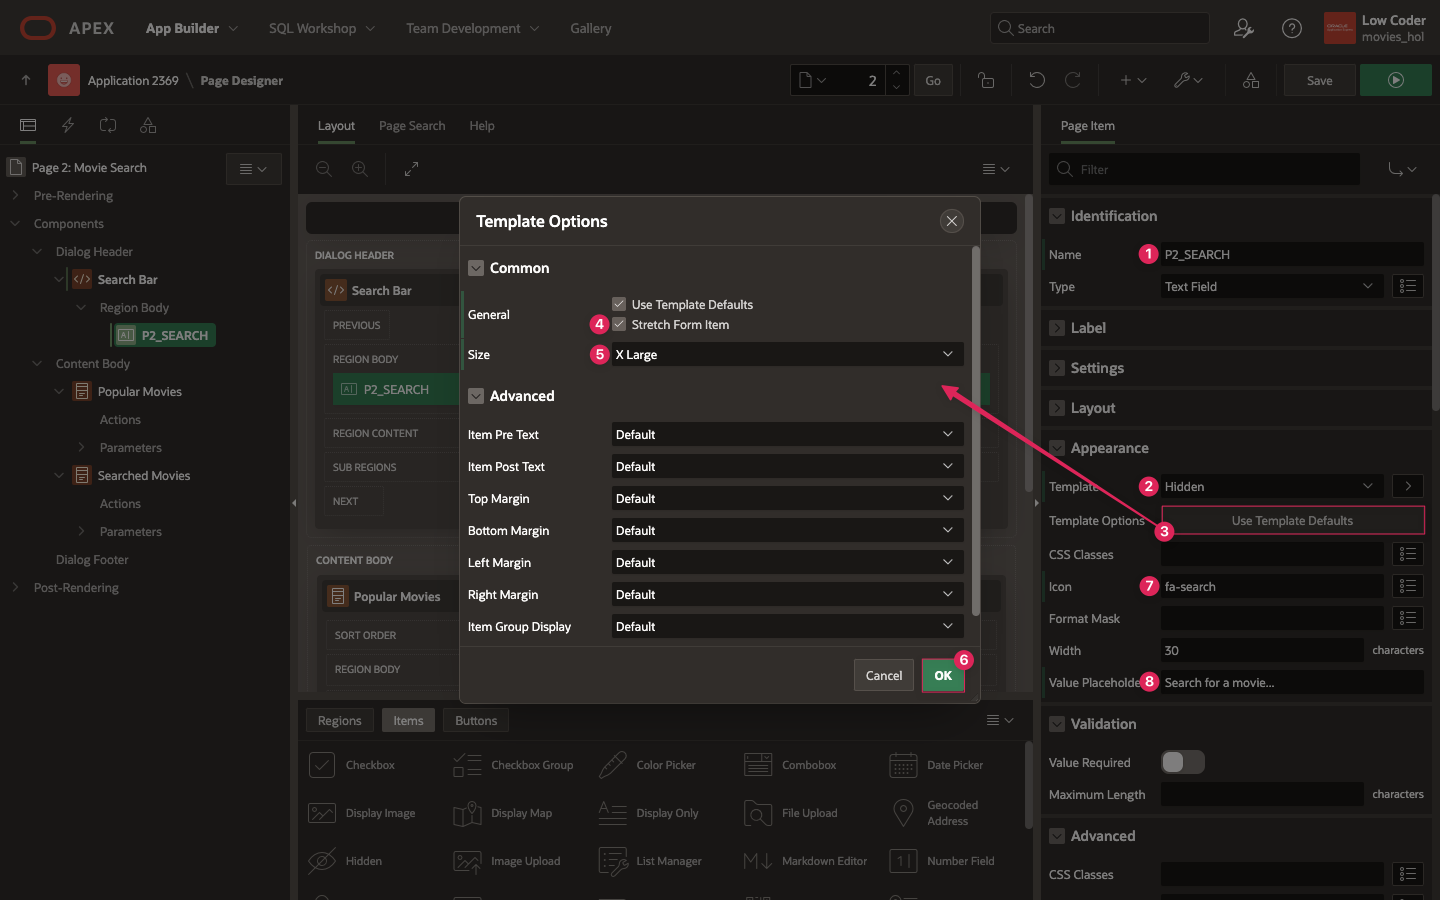 APEX
App Builder
SQL Workshop
Team Development
Gallery
Search
Low Coder
movies_hol
Application 2369 \ Page Designer
2
Go
Save
Layout
Page Search
Help
Page Item
Page 2: Movie Search
Pre-Rendering
Components
Dialog Header
Search Bar
Region Body
P2_SEARCH
Content Body
Popular Movies
Actions
Parameters
Searched Movies
Actions
Parameters
Dialog Footer
Post-Rendering
DIALOG HEADER
Search Bar
PREVIOUS
REGION BODY
P2_SEARCH
REGION CONTENT
SUB REGIONS
NEXT
CONTENT BODY
Popular Movies
SORT ORDER
REGION BODY
Template Options
Common
General
Use Template Defaults
4 Stretch Form Item
Size
5 X Large
Advanced
Item Pre Text Default
Item Post Text Default
Top Margin Default
Bottom Margin Default
Left Margin Default
Right Margin Default
Item Group Display Default
Cancel
OK
6
Regions
Items
Buttons
Checkbox
Checkbox Group
Color Picker
Combobox
Date Picker
Display Image
Display Map
Display Only
File Upload
Geocoded
Address
Hidden
Image Upload
List Manager
Markdown Editor
Number Field
Filter
Identification
Name 1 P2_SEARCH
Type Text Field
Label
Settings
Layout
Appearance
Template 2 Hidden
Template Options Use Template Defaults
3
CSS Classes
Icon 7 fa-search
Format Mask
Width 30 characters
Value Placeholde 8 Search for a movie...
Validation
Value Required
Maximum Length characters
Advanced
CSS Classes